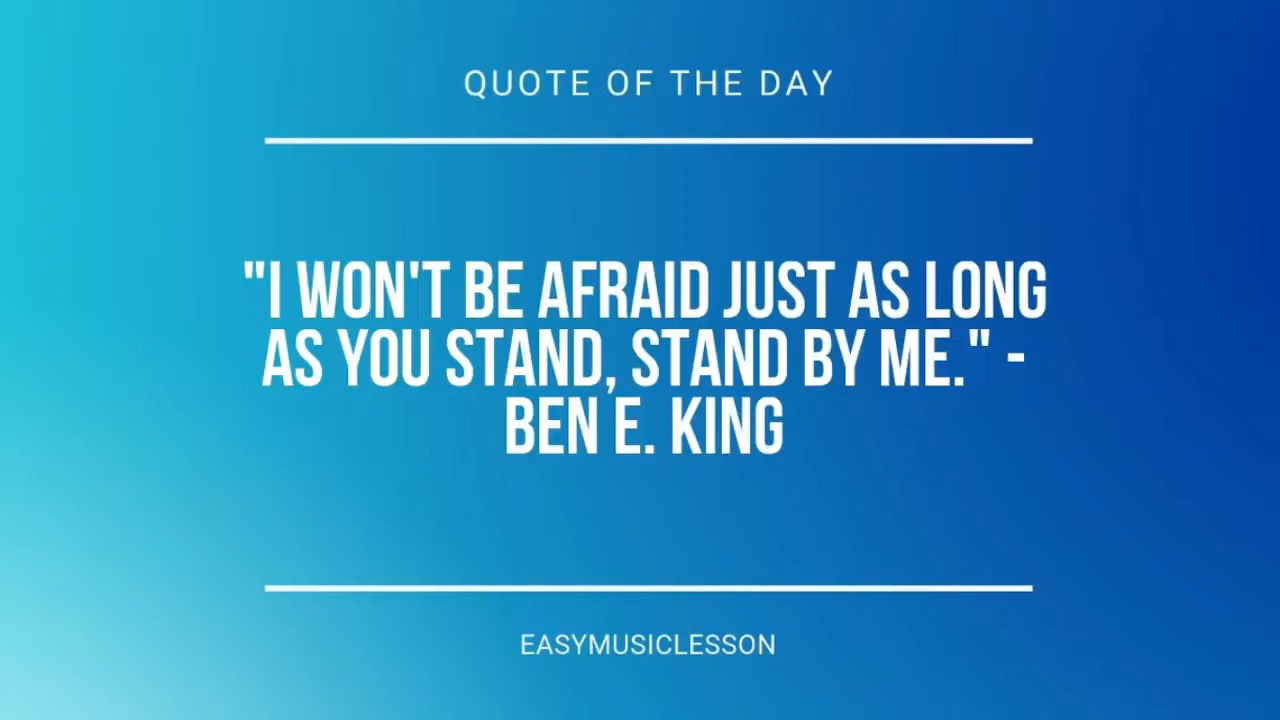 QUOTE OF THE DAY
"I WON'T BE AFRAID JUST AS LONG
AS YOU STAND, STAND BY ME." -
BEN E. KING
EASYMUSICLESSON